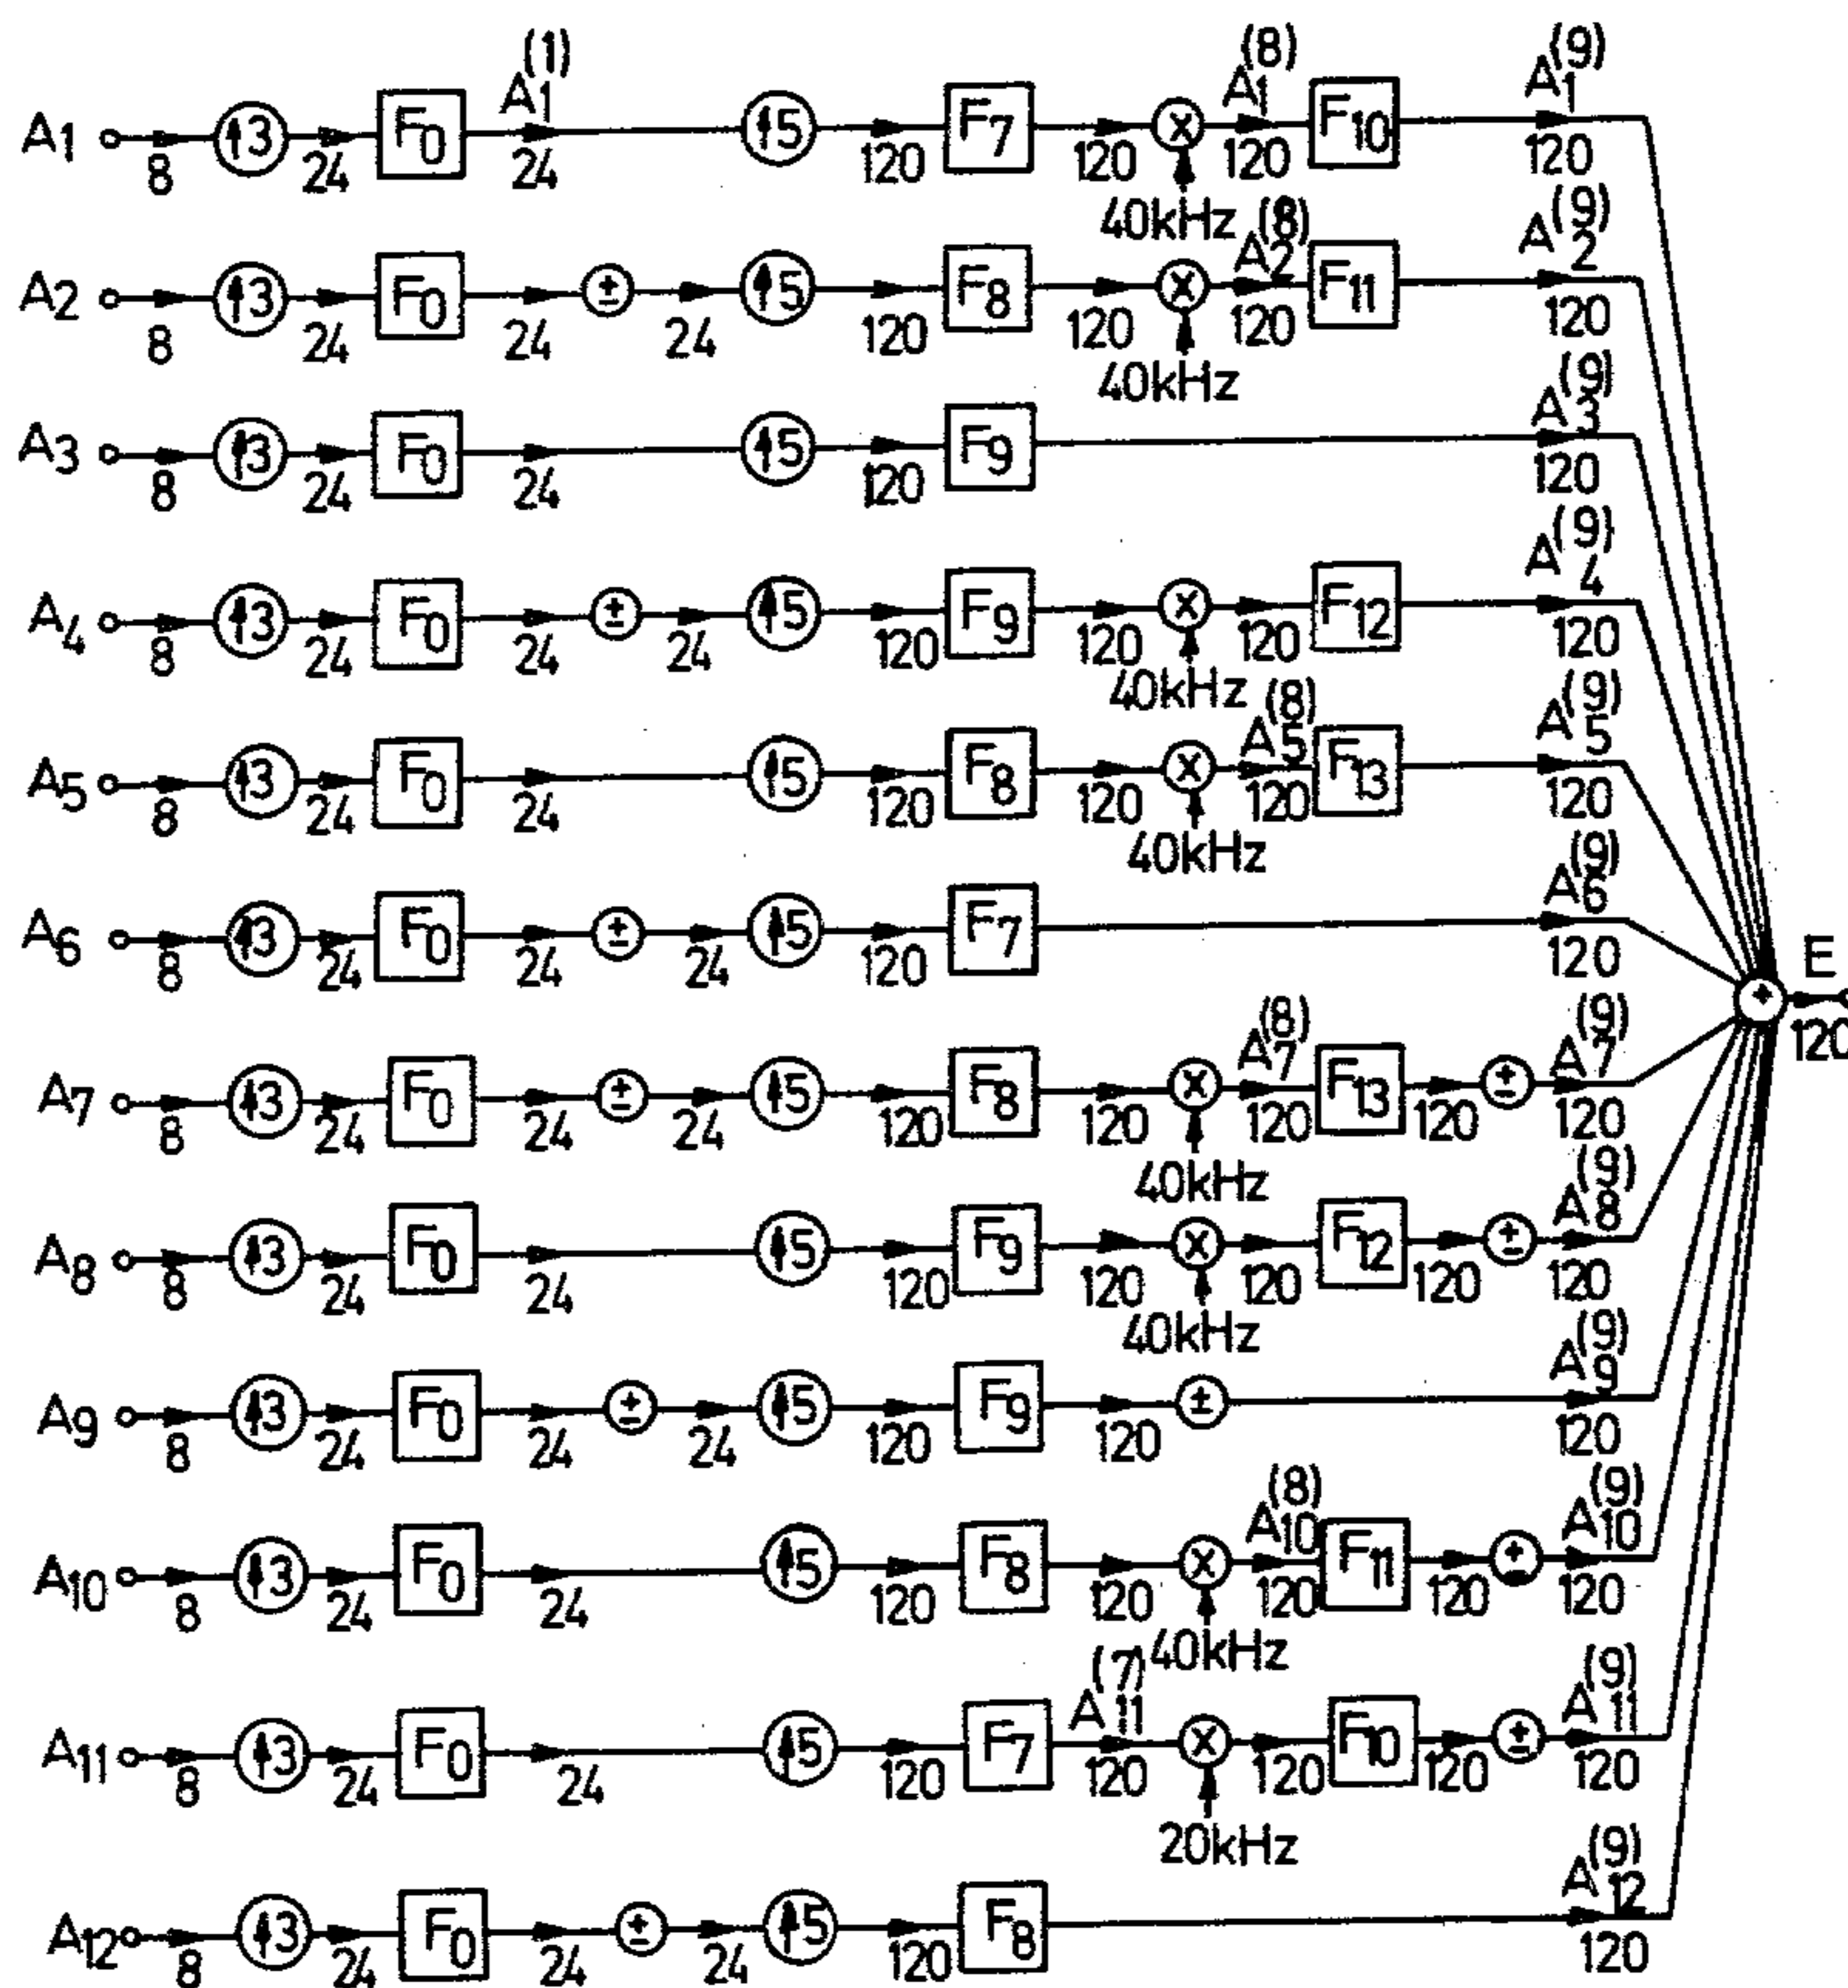 A1 8 ↑3 24 F0 A1(1) 24 ↑5 120 F7 120 × 40kHz A1(8) 120 F10 A1(9) 120
A2 8 ↑3 24 F0 24 ± 24 ↑5 120 F8 120 × 40kHz A2(8) 120 F11 A2(9) 120
A3 8 ↑3 24 F0 24 ↑5 120 F9 A3(9) 120
A4 8 ↑3 24 F0 24 ± 24 ↑5 120 F9 120 × 40kHz 120 F12 A4(9) 120
A5 8 ↑3 24 F0 24 ↑5 120 F8 120 × 40kHz A5(8) 120 F13 A5(9) 120
A6 8 ↑3 24 F0 24 ± 24 ↑5 120 F7 A6(9) 120
+ E 120
A7 8 ↑3 24 F0 24 ± 24 ↑5 120 F8 120 × 40kHz A7(8) 120 F13 120 ± A7(9) 120
A8 8 ↑3 24 F0 24 ↑5 120 F9 120 × 40kHz 120 F12 120 ± A8(9) 120
A9 8 ↑3 24 F0 24 ± 24 ↑5 120 F9 120 ± A9(9) 120
A10 8 ↑3 24 F0 24 ↑5 120 F8 120 × 40kHz A10(8) 120 F11 120 ± A10(9) 120
A11 8 ↑3 24 F0 24 ↑5 120 F7 A11(7) 120 × 20kHz 120 F10 120 ± A11(9) 120
A12 8 ↑3 24 F0 24 ± 24 ↑5 120 F8 A12(9) 120